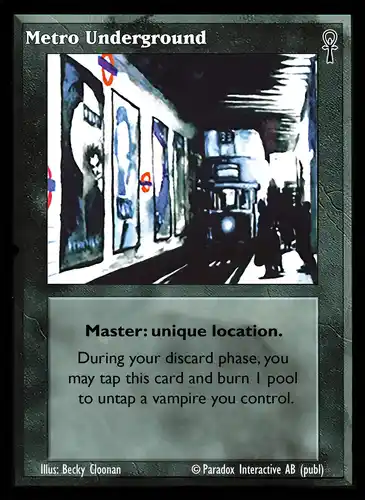 Metro Underground
Master: unique location.
During your discard phase, you
may tap this card and burn 1 pool
to untap a vampire you control.
Illus: Becky Cloonan © Paradox Interactive AB (publ)